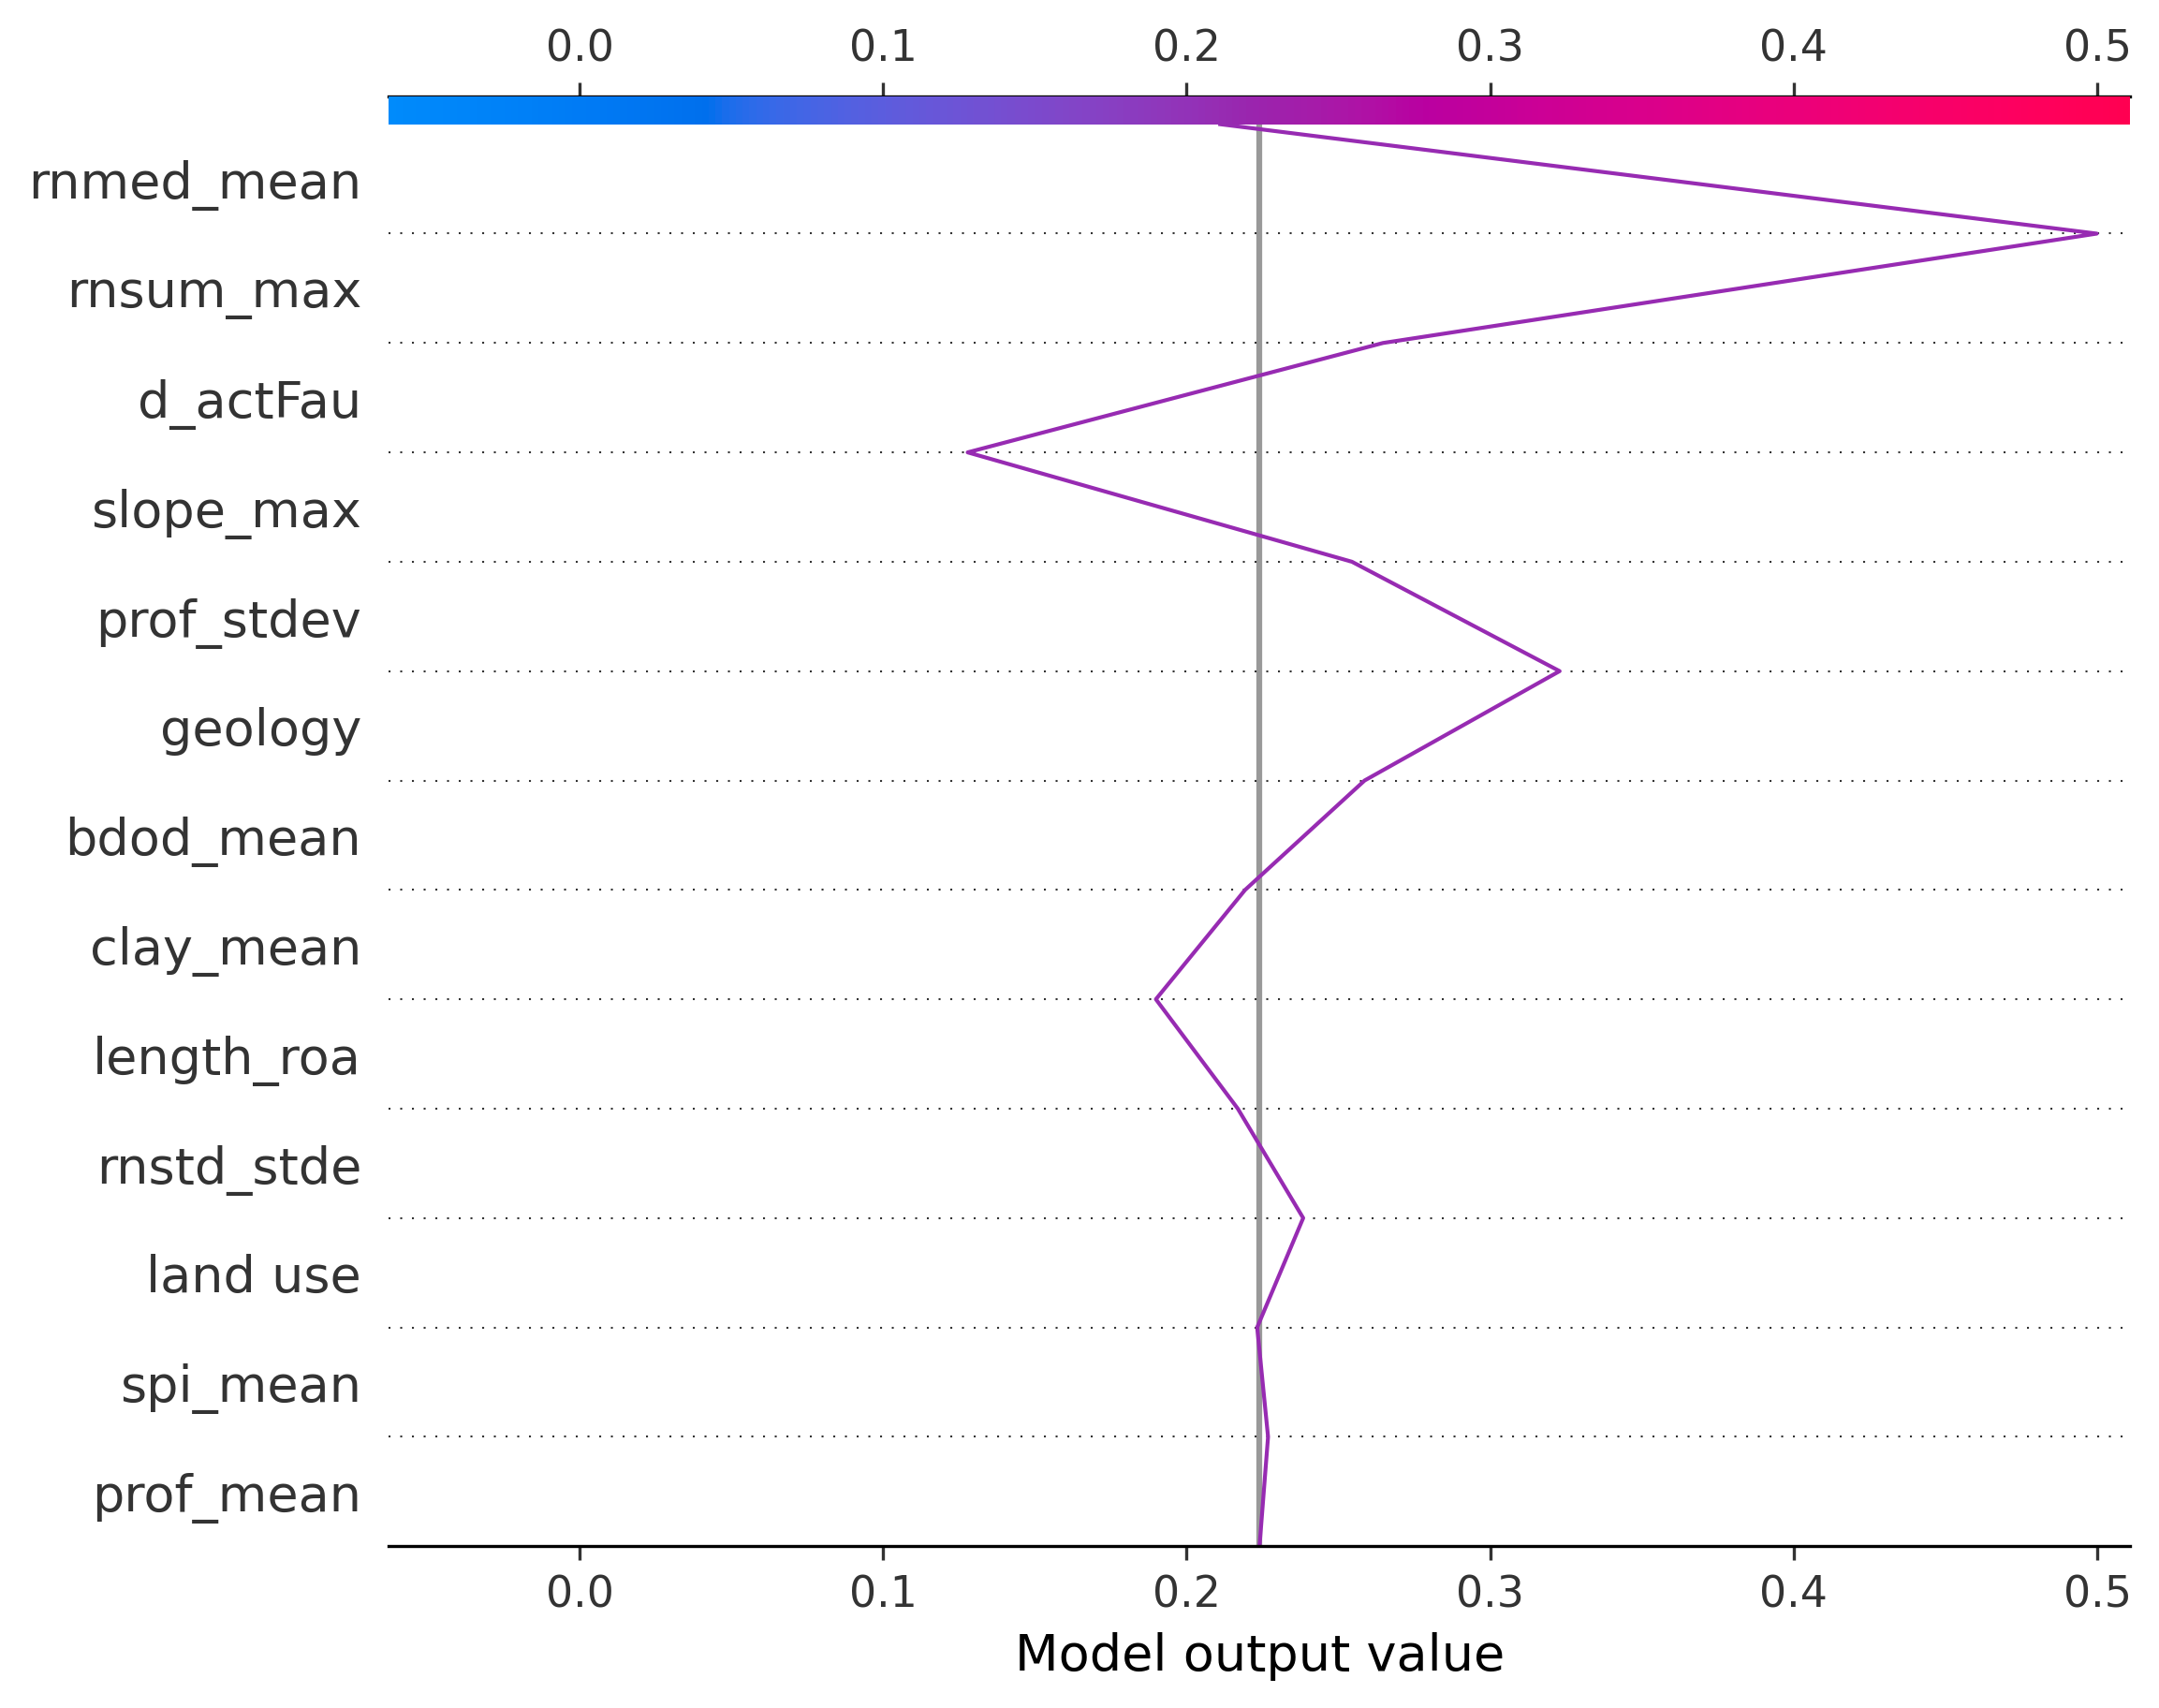 0.0 0.1 0.2 0.3 0.4 0.5
rnmed_mean
rnsum_max
d_actFau
slope_max
prof_stdev
geology
bdod_mean
clay_mean
length_roa
rnstd_stde
land use
spi_mean
prof_mean
0.0 0.1 0.2 0.3 0.4 0.5
Model output value